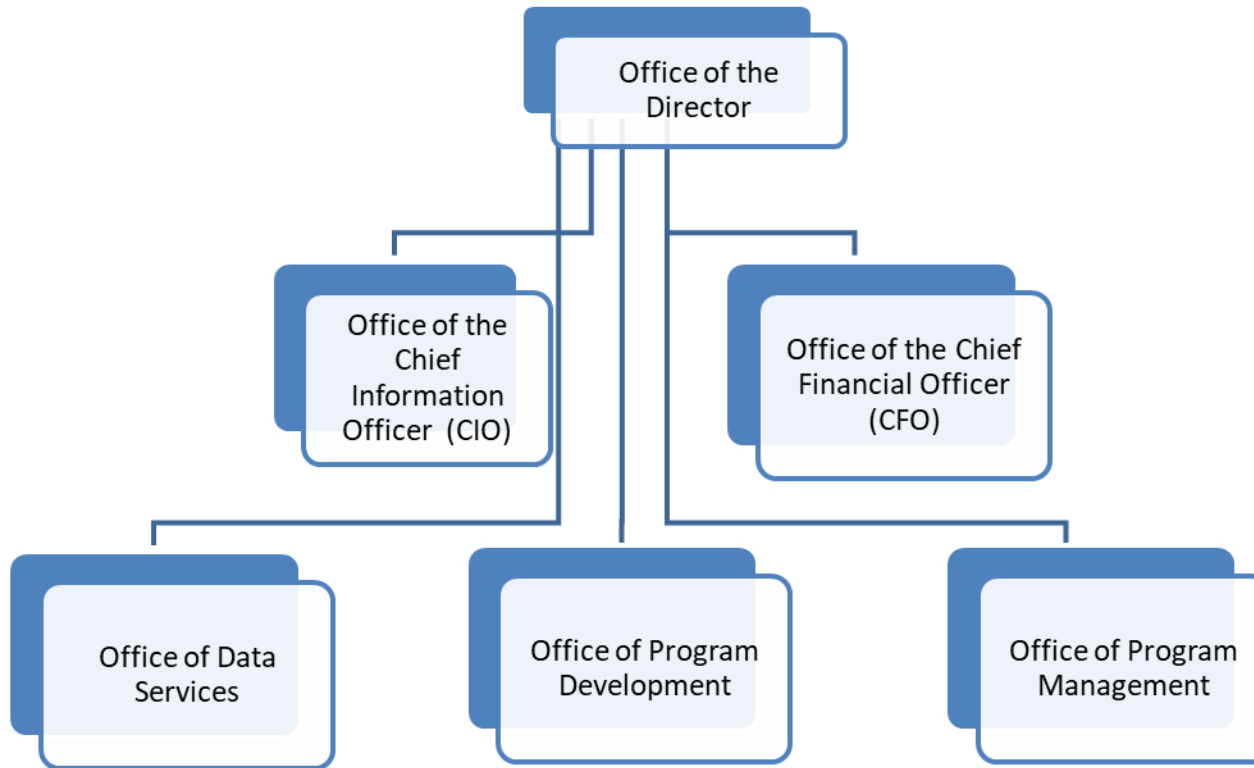 Office of the
Director
Office of the
Chief
Information
Officer (CIO)
Office of the Chief
Financial Officer
(CFO)
Office of Data
Services
Office of Program
Development
Office of Program
Management